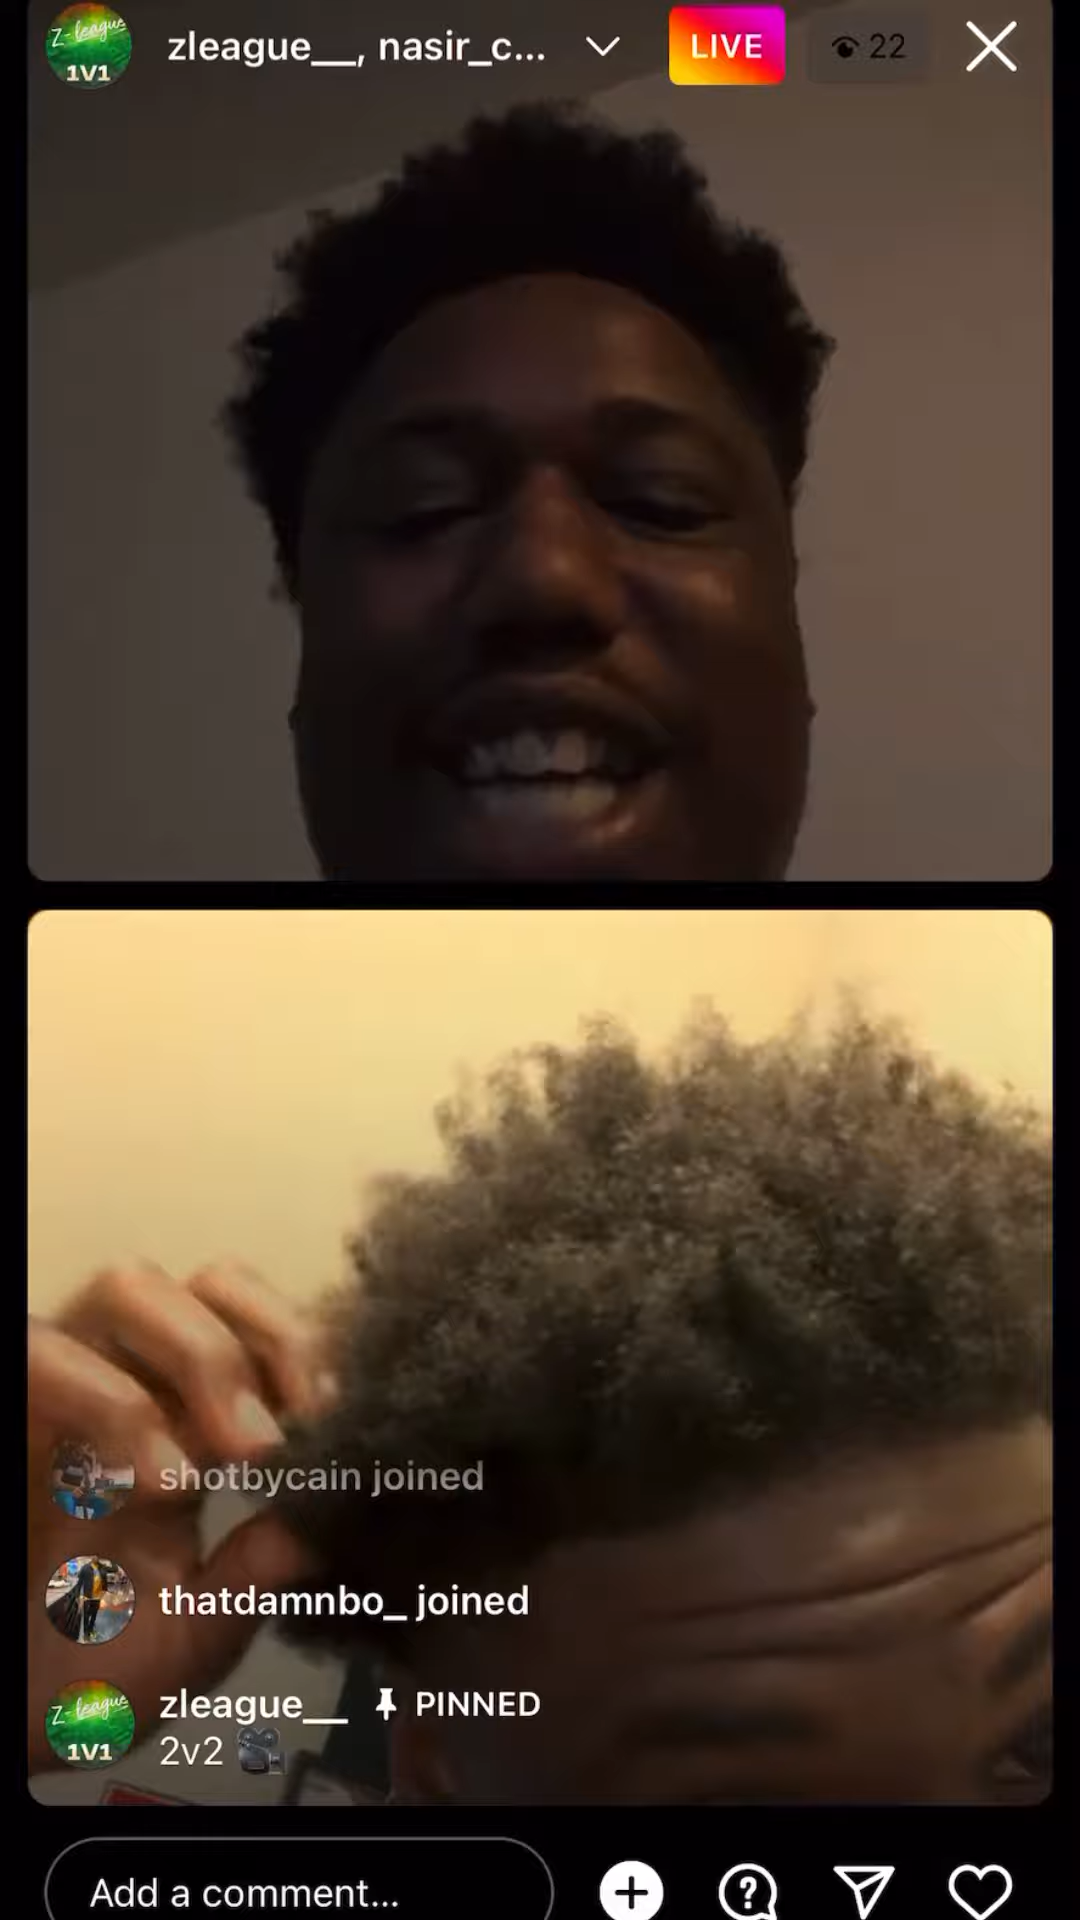 Z-league
1V1
zleague__, nasir_c...
LIVE
22
shotbycain joined
thatdamnbo_ joined
Z-league
1V1
zleague__ PINNED
2v2 🎥
Add a comment...